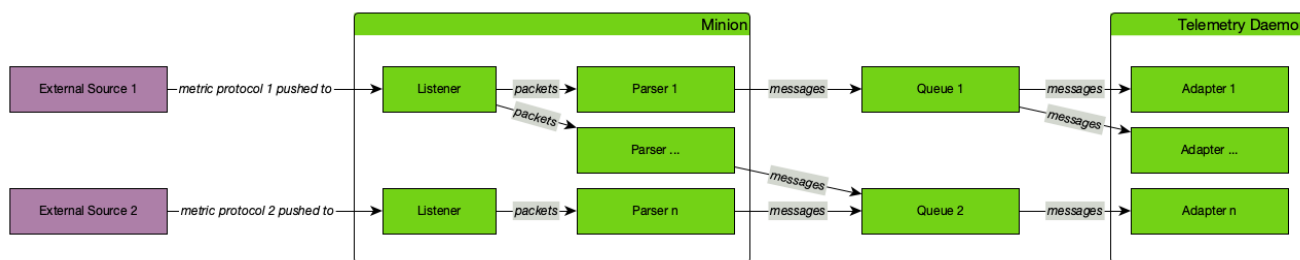 Minion
Telemetry Daemo
External Source 1
metric protocol 1 pushed to
Listener
packets
Parser 1
messages
Queue 1
messages
Adapter 1
packets
messages
Parser ...
Adapter ...
messages
External Source 2
metric protocol 2 pushed to
Listener
packets
Parser n
messages
Queue 2
messages
Adapter n